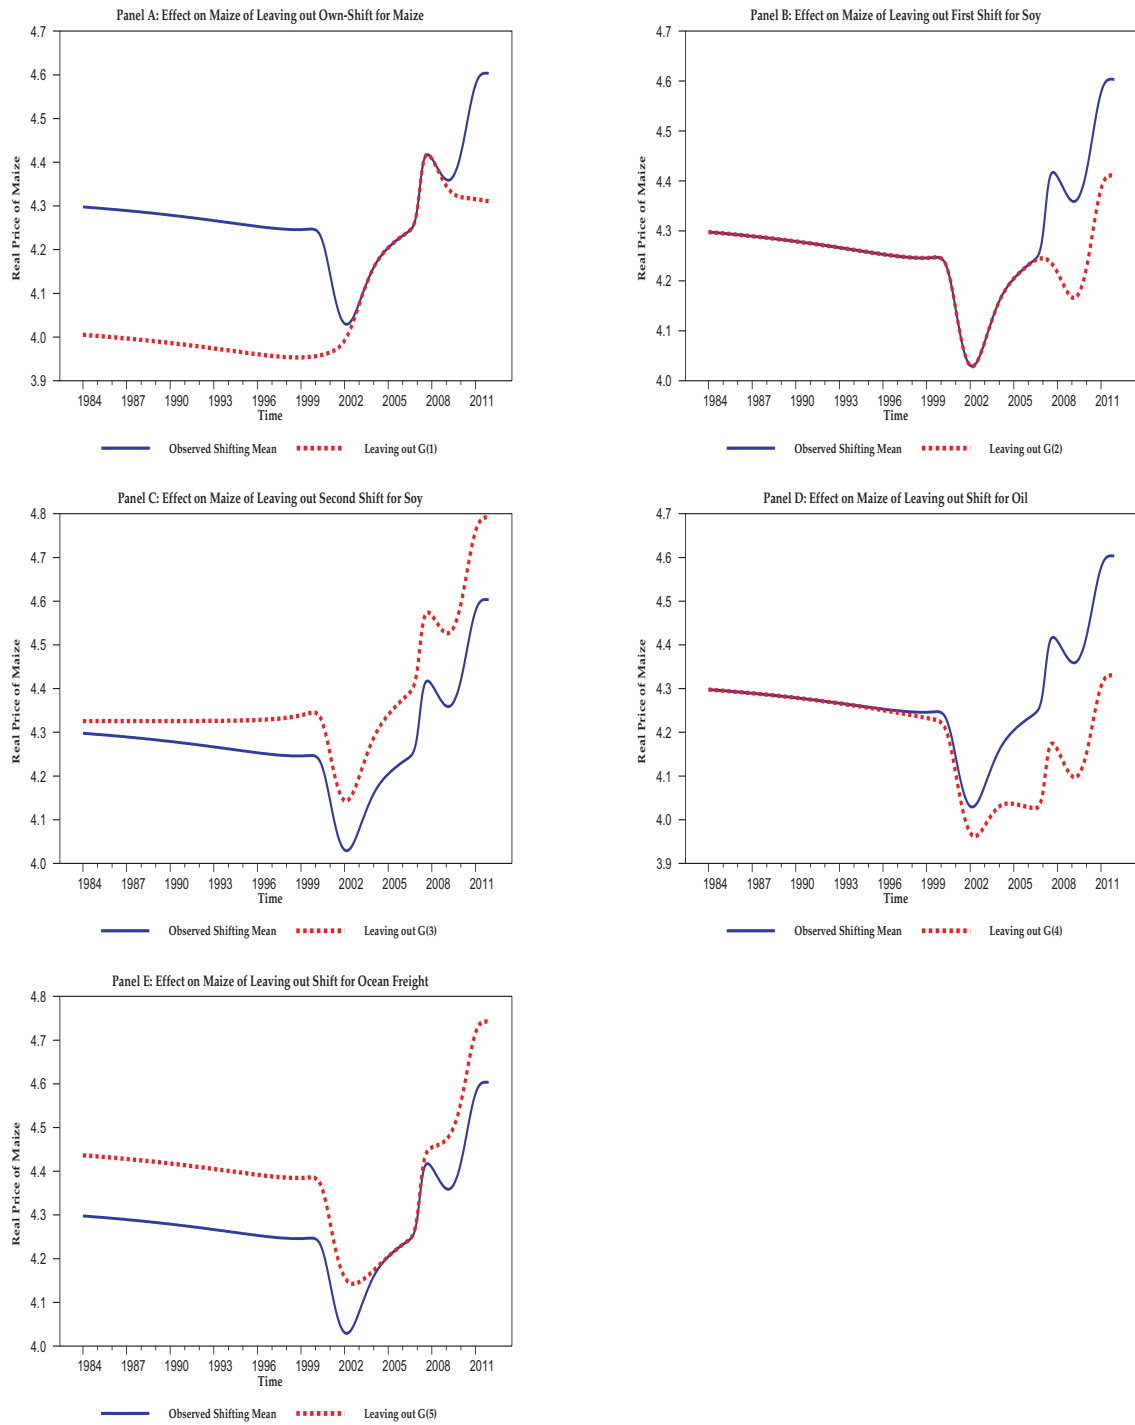 Panel A: Effect on Maize of Leaving out Own-Shift for Maize
4.7
4.6
4.5
4.4
4.3
4.2
4.1
4.0
3.9
Real Price of Maize
1984 1987 1990 1993 1996 1999 2002 2005 2008 2011
Time
Observed Shifting Mean Leaving out G(1)
Panel B: Effect on Maize of Leaving out First Shift for Soy
4.7
4.6
4.5
4.4
4.3
4.2
4.1
4.0
Real Price of Maize
1984 1987 1990 1993 1996 1999 2002 2005 2008 2011
Time
Observed Shifting Mean Leaving out G(2)
Panel C: Effect on Maize of Leaving out Second Shift for Soy
4.8
4.7
4.6
4.5
4.4
4.3
4.2
4.1
4.0
Real Price of Maize
1984 1987 1990 1993 1996 1999 2002 2005 2008 2011
Time
Observed Shifting Mean Leaving out G(3)
Panel D: Effect on Maize of Leaving out Shift for Oil
4.7
4.6
4.5
4.4
4.3
4.2
4.1
4.0
3.9
Real Price of Maize
1984 1987 1990 1993 1996 1999 2002 2005 2008 2011
Time
Observed Shifting Mean Leaving out G(4)
Panel E: Effect on Maize of Leaving out Shift for Ocean Freight
4.8
4.7
4.6
4.5
4.4
4.3
4.2
4.1
4.0
Real Price of Maize
1984 1987 1990 1993 1996 1999 2002 2005 2008 2011
Time
Observed Shifting Mean Leaving out G(5)